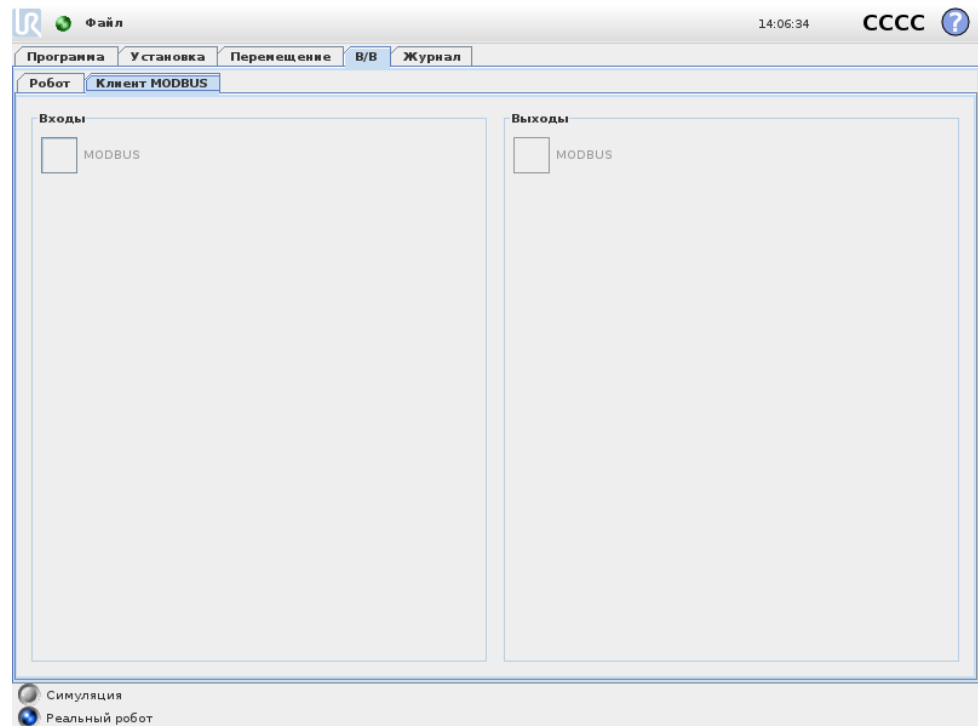 UR Файл 14:06:34 CCCC ?
Программа Установка Перемещение В/В Журнал
Робот Клиент MODBUS
Входы Выходы
MODBUS MODBUS
Симуляция
Реальный робот